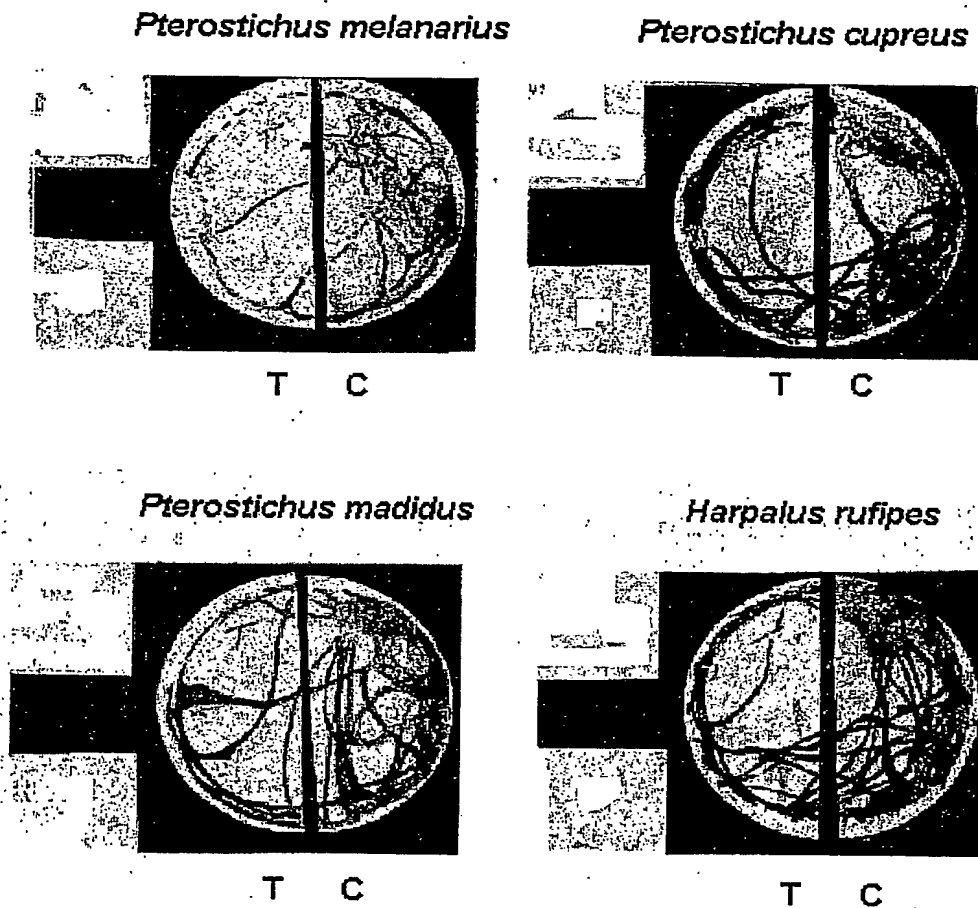 Pterostichus melanarius
Pterostichus cupreus
T C
T C
Pterostichus madidus
Harpalus rufipes
T C
T C